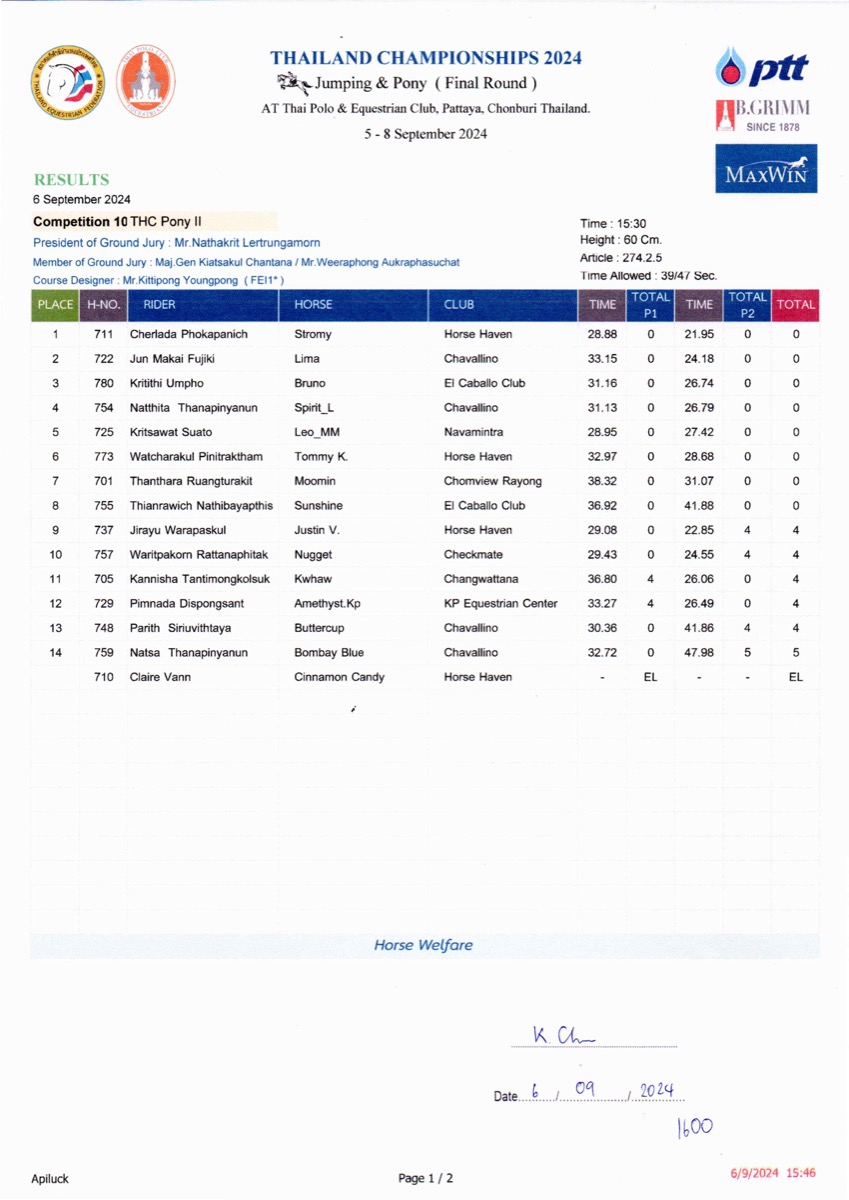 THAILAND CHAMPIONSHIPS 2024
Jumping & Pony ( Final Round )
AT Thai Polo & Equestrian Club, Pattaya, Chonburi Thailand.
5 - 8 September 2024
ptt
B.GRIMM
SINCE 1878
MAXWIN
RESULTS
6 September 2024
Competition 10 THC Pony II
President of Ground Jury : Mr.Nathakrit Lertrungamorn
Member of Ground Jury : Maj.Gen Kiatsakul Chantana / Mr.Weeraphong Aukraphasuchat
Course Designer : Mr.Kittipong Youngpong ( FEI1* )
Time : 15:30
Height : 60 Cm.
Article : 274.2.5
Time Allowed : 39/47 Sec.
PLACE H-NO. RIDER HORSE CLUB TIME TOTAL P1 TIME TOTAL P2 TOTAL
1 711 Cherlada Phokapanich Stromy Horse Haven 28.88 0 21.95 0 0
2 722 Jun Makai Fujiki Lima Chavallino 33.15 0 24.18 0 0
3 780 Kritithi Umpho Bruno El Caballo Club 31.16 0 26.74 0 0
4 754 Natthita Thanapinyanun Spirit_L Chavallino 31.13 0 26.79 0 0
5 725 Kritsawat Suato Leo_MM Navamintra 28.95 0 27.42 0 0
6 773 Watcharakul Pinitraktham Tommy K. Horse Haven 32.97 0 28.68 0 0
7 701 Thanthara Ruangturakit Moomin Chomview Rayong 38.32 0 31.07 0 0
8 755 Thianrawich Nathibayapthis Sunshine El Caballo Club 36.92 0 41.88 0 0
9 737 Jirayu Warapaskul Justin V. Horse Haven 29.08 0 22.85 4 4
10 757 Waritpakorn Rattanaphitak Nugget Checkmate 29.43 0 24.55 4 4
11 705 Kannisha Tantimongkolsuk Kwhaw Changwattana 36.80 4 26.06 0 4
12 729 Pimnada Dispongsant Amethyst.Kp KP Equestrian Center 33.27 4 26.49 0 4
13 748 Parith Siriuvithtaya Buttercup Chavallino 30.36 0 41.86 4 4
14 759 Natsa Thanapinyanun Bombay Blue Chavallino 32.72 0 47.98 5 5
710 Claire Vann Cinnamon Candy Horse Haven - EL - - EL
Horse Welfare
Date 6 / 09 / 2024
1600
Apiluck
Page 1 / 2
6/9/2024 15:46